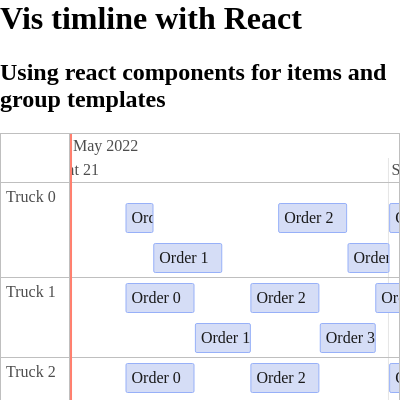 Vis timline with React
Using react components for items and
group templates
May 2022
t 21
S
Truck 0
Ord
Order 2
Order 1
Order
Truck 1
Order 0
Order 2
Or
Order 1
Order 3
Truck 2
Order 0
Order 2